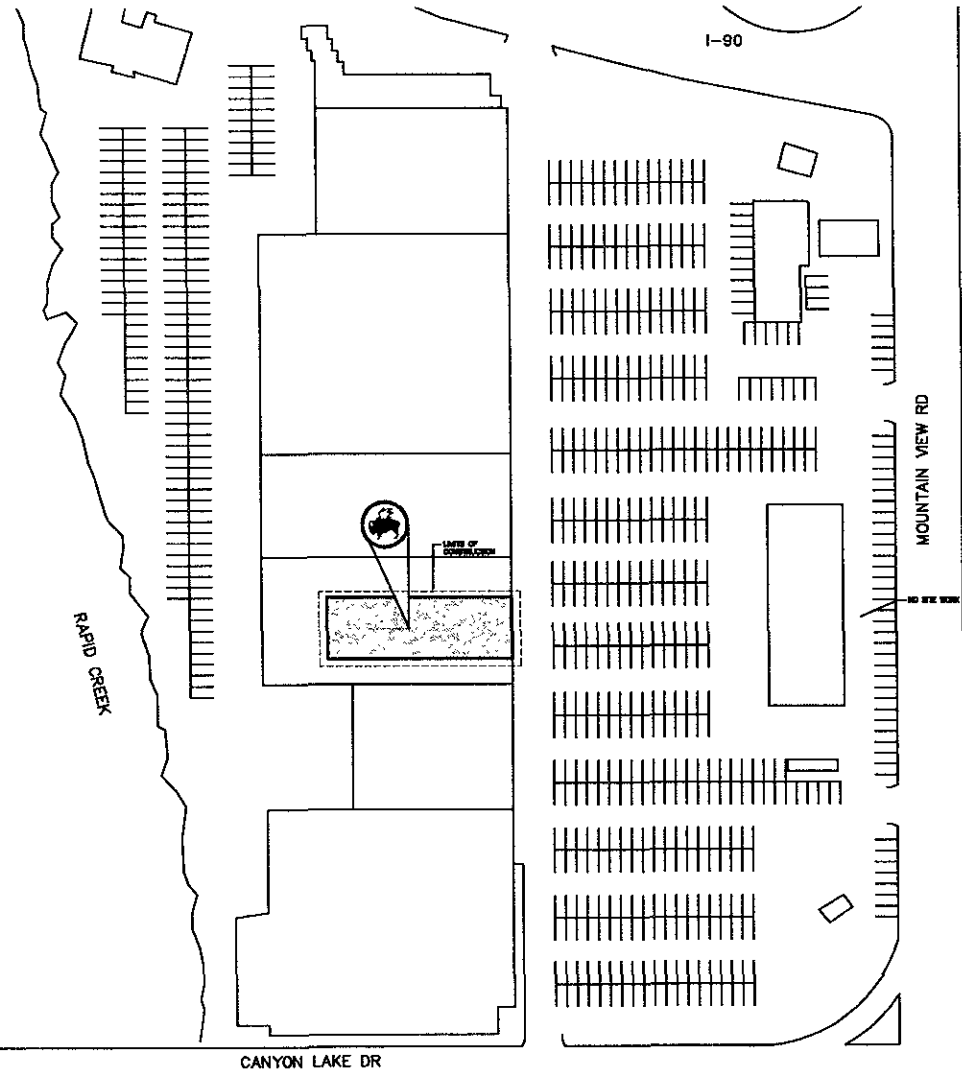 I-90
MOUNTAIN VIEW RD
LIMITS OF
CONSTRUCTION
NO SITE WORK
RAPID CREEK
CANYON LAKE DR